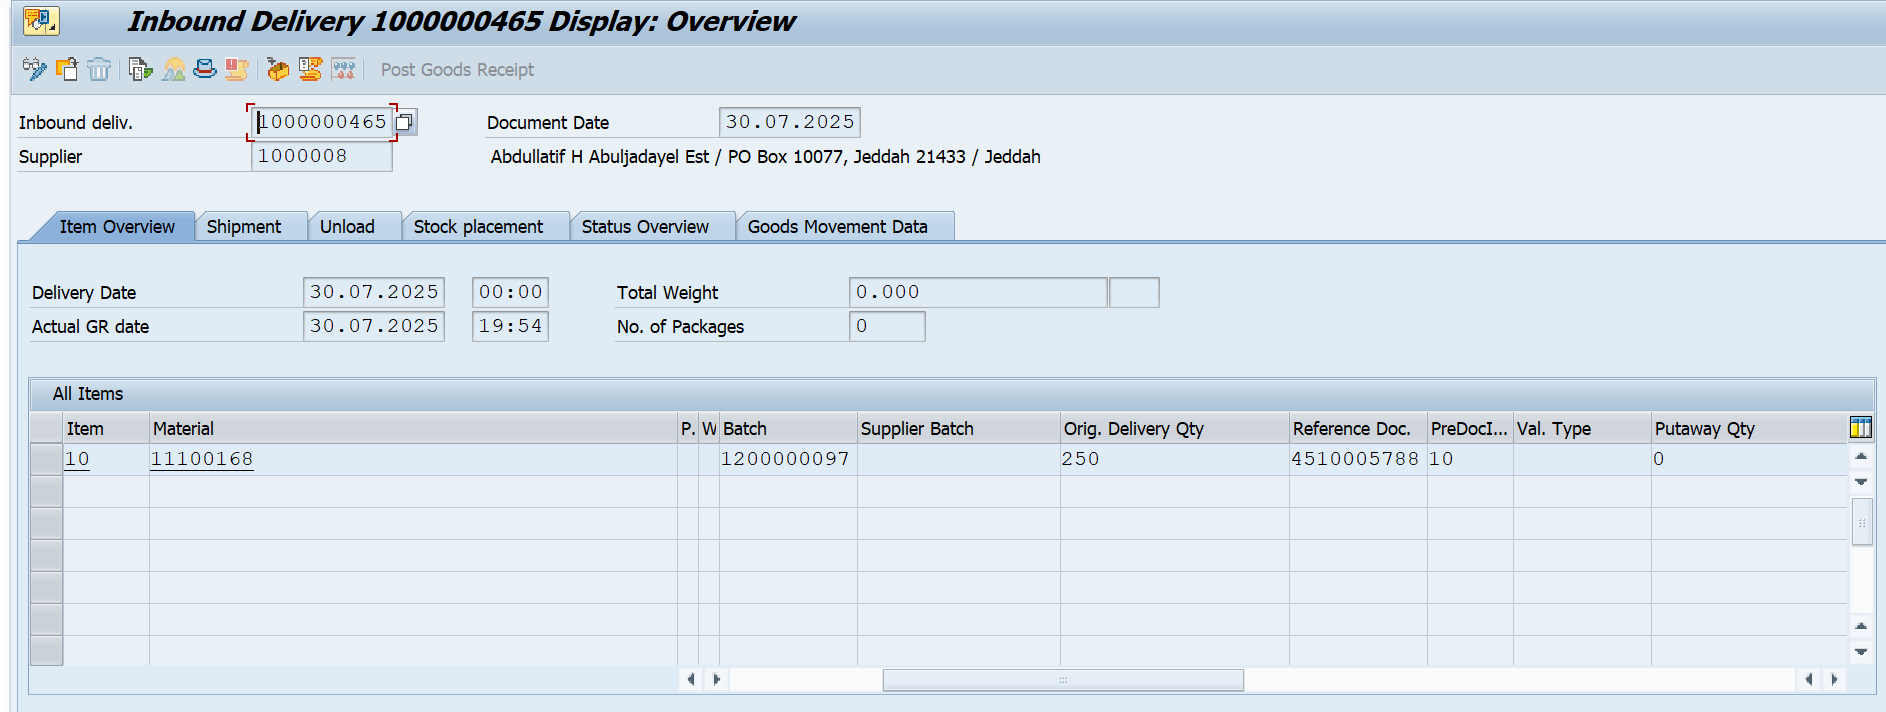 Inbound Delivery 1000000465 Display: Overview
Post Goods Receipt
Inbound deliv. 1000000465 Document Date 30.07.2025
Supplier 1000008 Abdullatif H Abuljadayel Est / PO Box 10077, Jeddah 21433 / Jeddah
Item Overview Shipment Unload Stock placement Status Overview Goods Movement Data
Delivery Date 30.07.2025 00:00 Total Weight 0.000
Actual GR date 30.07.2025 19:54 No. of Packages 0
All Items
Item Material P. W Batch Supplier Batch Orig. Delivery Qty Reference Doc. PreDocI... Val. Type Putaway Qty
10 11100168 1200000097 250 4510005788 10 0